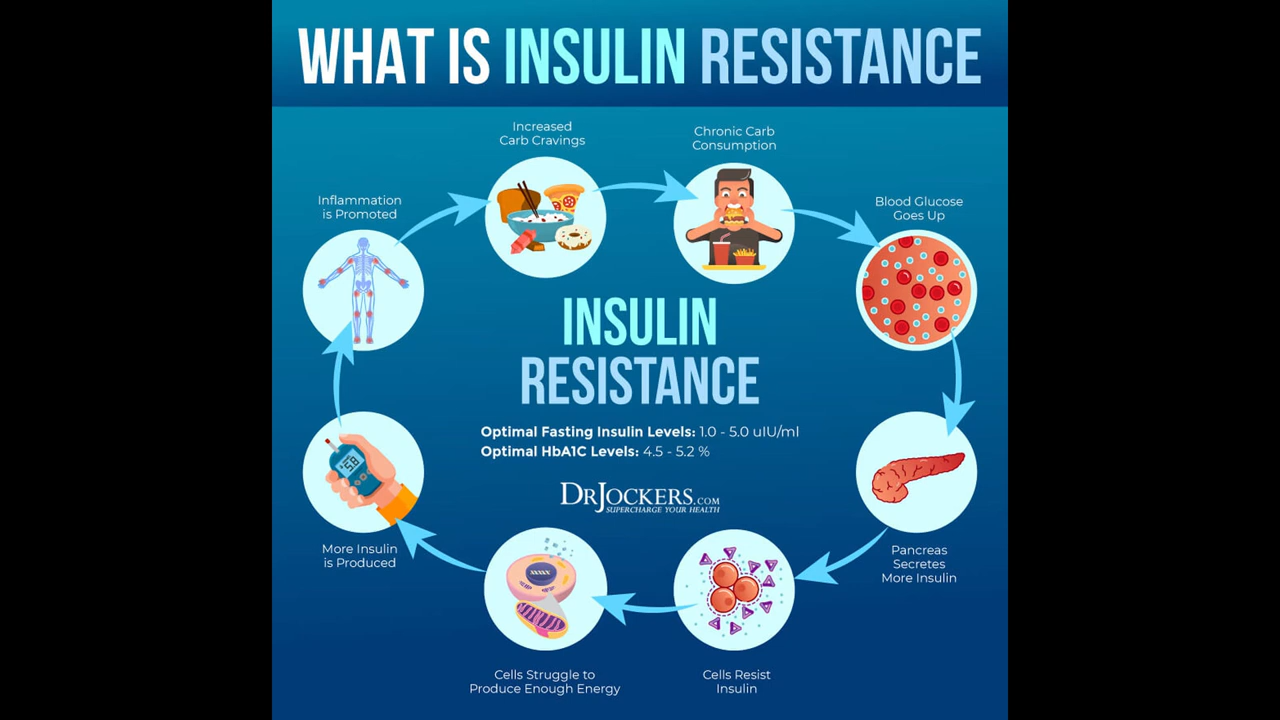 WHAT IS INSULIN RESISTANCE
Increased
Carb Cravings
Chronic Carb
Consumption
Blood Glucose
Goes Up
Pancreas
Secretes
More Insulin
Cells Resist
Insulin
Cells Struggle to
Produce Enough Energy
More Insulin
is Produced
5.8
Inflammation
is Promoted
INSULIN
RESISTANCE
Optimal Fasting Insulin Levels: 1.0 - 5.0 uIU/ml
Optimal HbA1C Levels: 4.5 - 5.2 %
DRJOCKERS.COM
SUPERCHARGE YOUR HEALTH